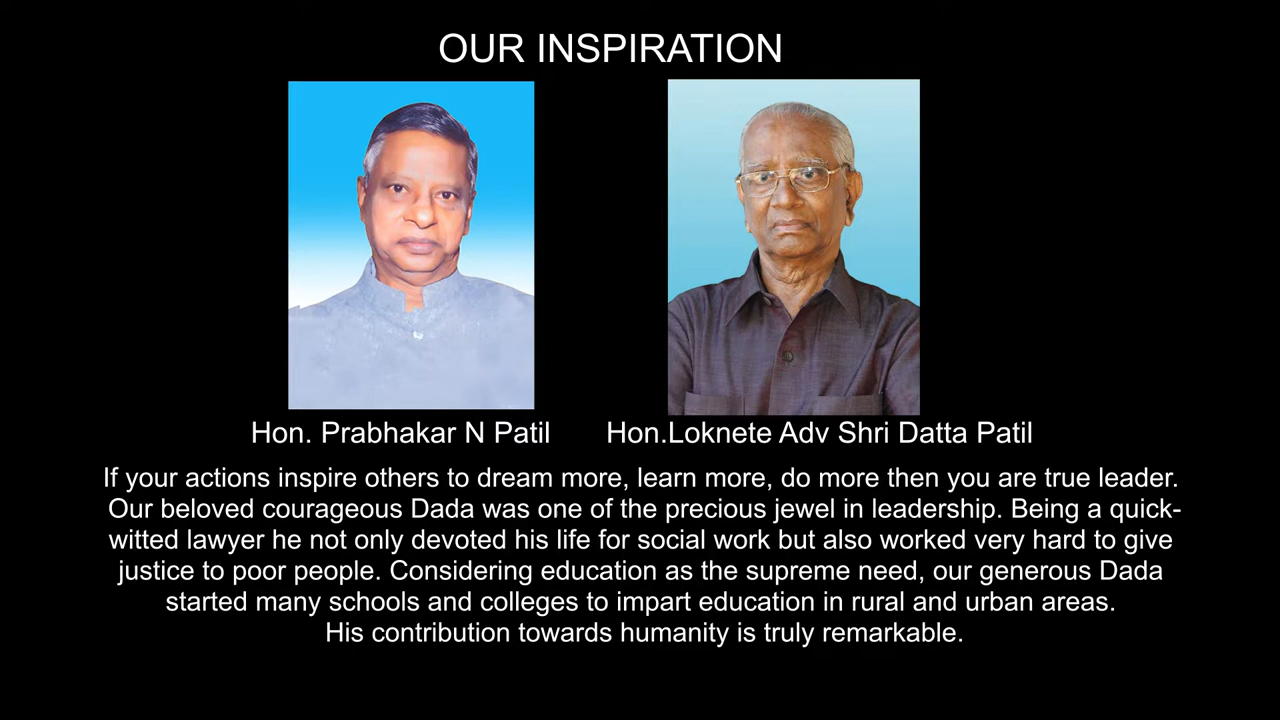 OUR INSPIRATION
Hon. Prabhakar N Patil
Hon.Loknete Adv Shri Datta Patil
If your actions inspire others to dream more, learn more, do more then you are true leader.
Our beloved courageous Dada was one of the precious jewel in leadership. Being a quick-
witted lawyer he not only devoted his life for social work but also worked very hard to give
justice to poor people. Considering education as the supreme need, our generous Dada
started many schools and colleges to impart education in rural and urban areas.
His contribution towards humanity is truly remarkable.